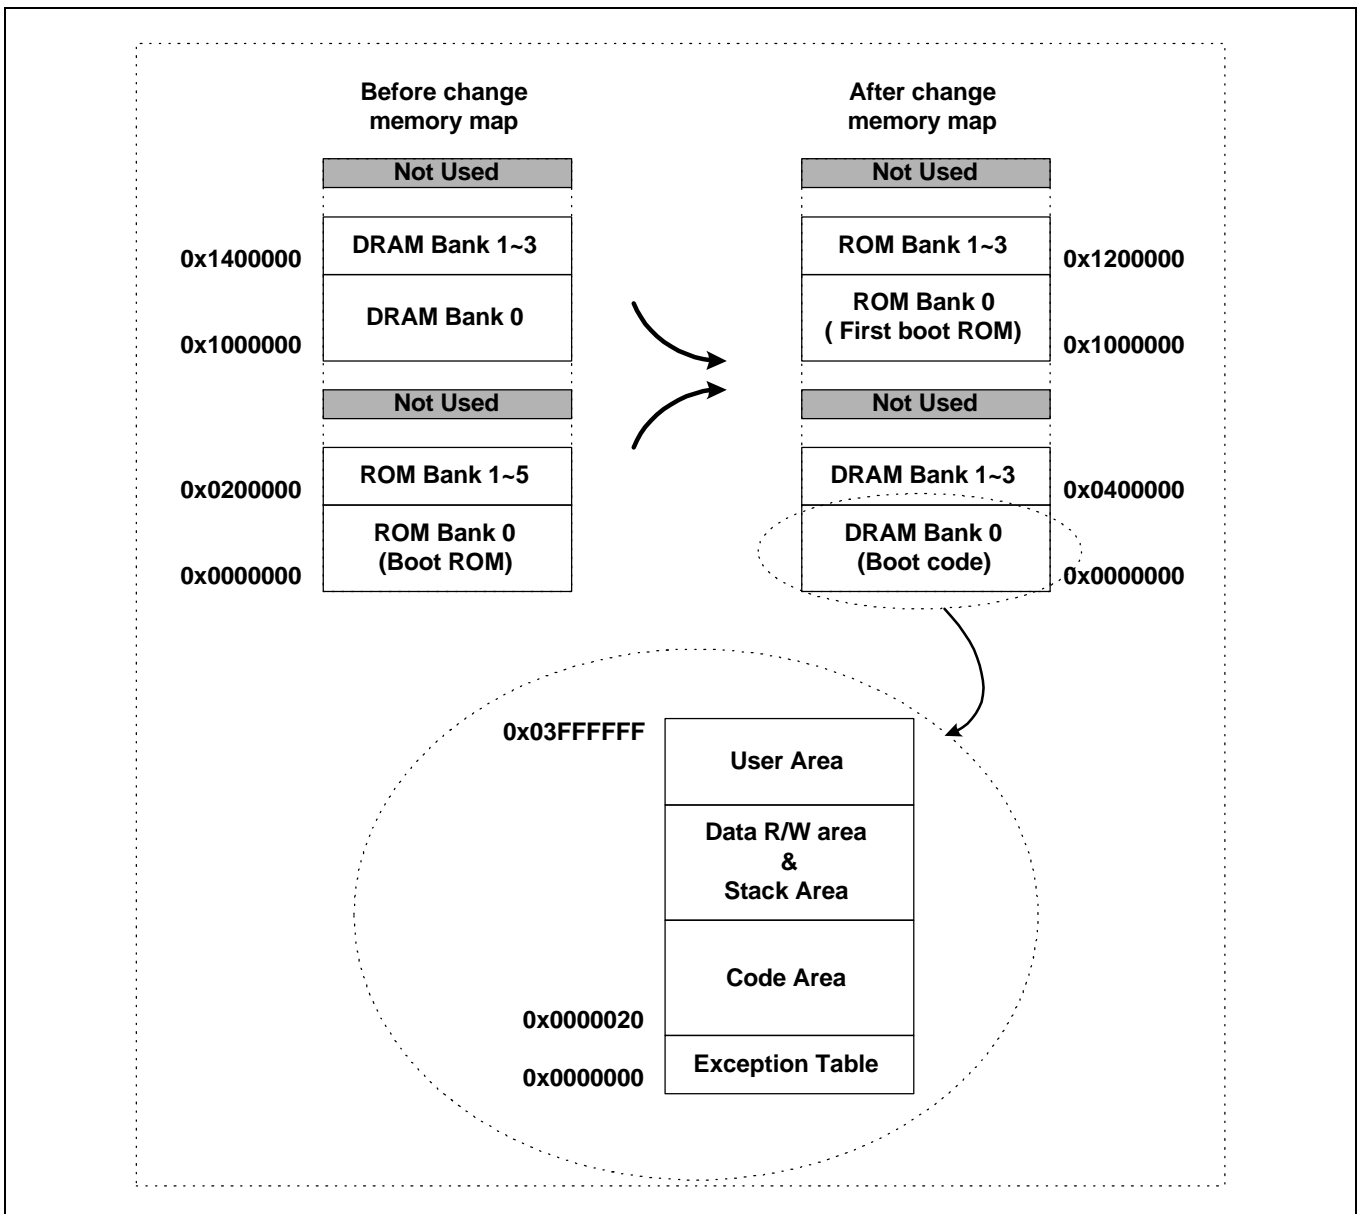 Before change
memory map
Not Used
DRAM Bank 1~3
0x1400000
DRAM Bank 0
0x1000000
Not Used
ROM Bank 1~5
0x0200000
ROM Bank 0
(Boot ROM)
0x0000000
After change
memory map
Not Used
ROM Bank 1~3
0x1200000
ROM Bank 0
( First boot ROM)
0x1000000
Not Used
DRAM Bank 1~3
0x0400000
DRAM Bank 0
(Boot code)
0x0000000
0x03FFFFFF
User Area
Data R/W area
&
Stack Area
Code Area
0x0000020
Exception Table
0x0000000